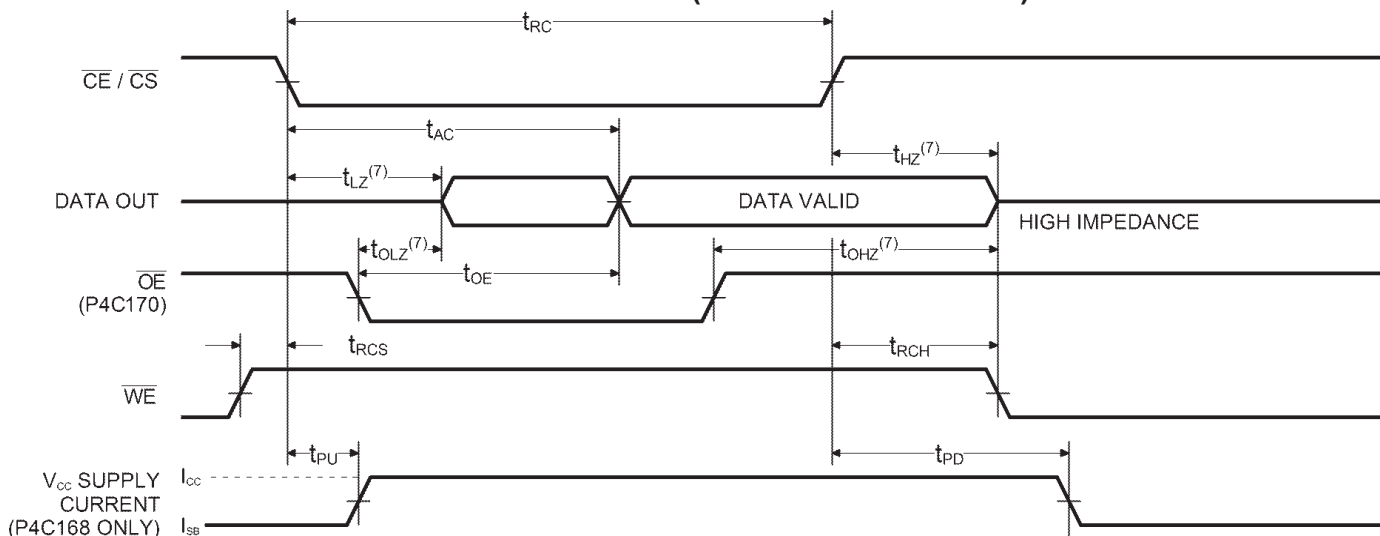 tRC
CE / CS
tAC
tHZ(7)
tLZ(7)
DATA OUT
DATA VALID
HIGH IMPEDANCE
tOLZ(7)
tOHZ(7)
OE
(P4C170)
tOE
tRCS
tRCH
WE
tPU
tPD
VCC SUPPLY
CURRENT
(P4C168 ONLY)
ICC
ISB